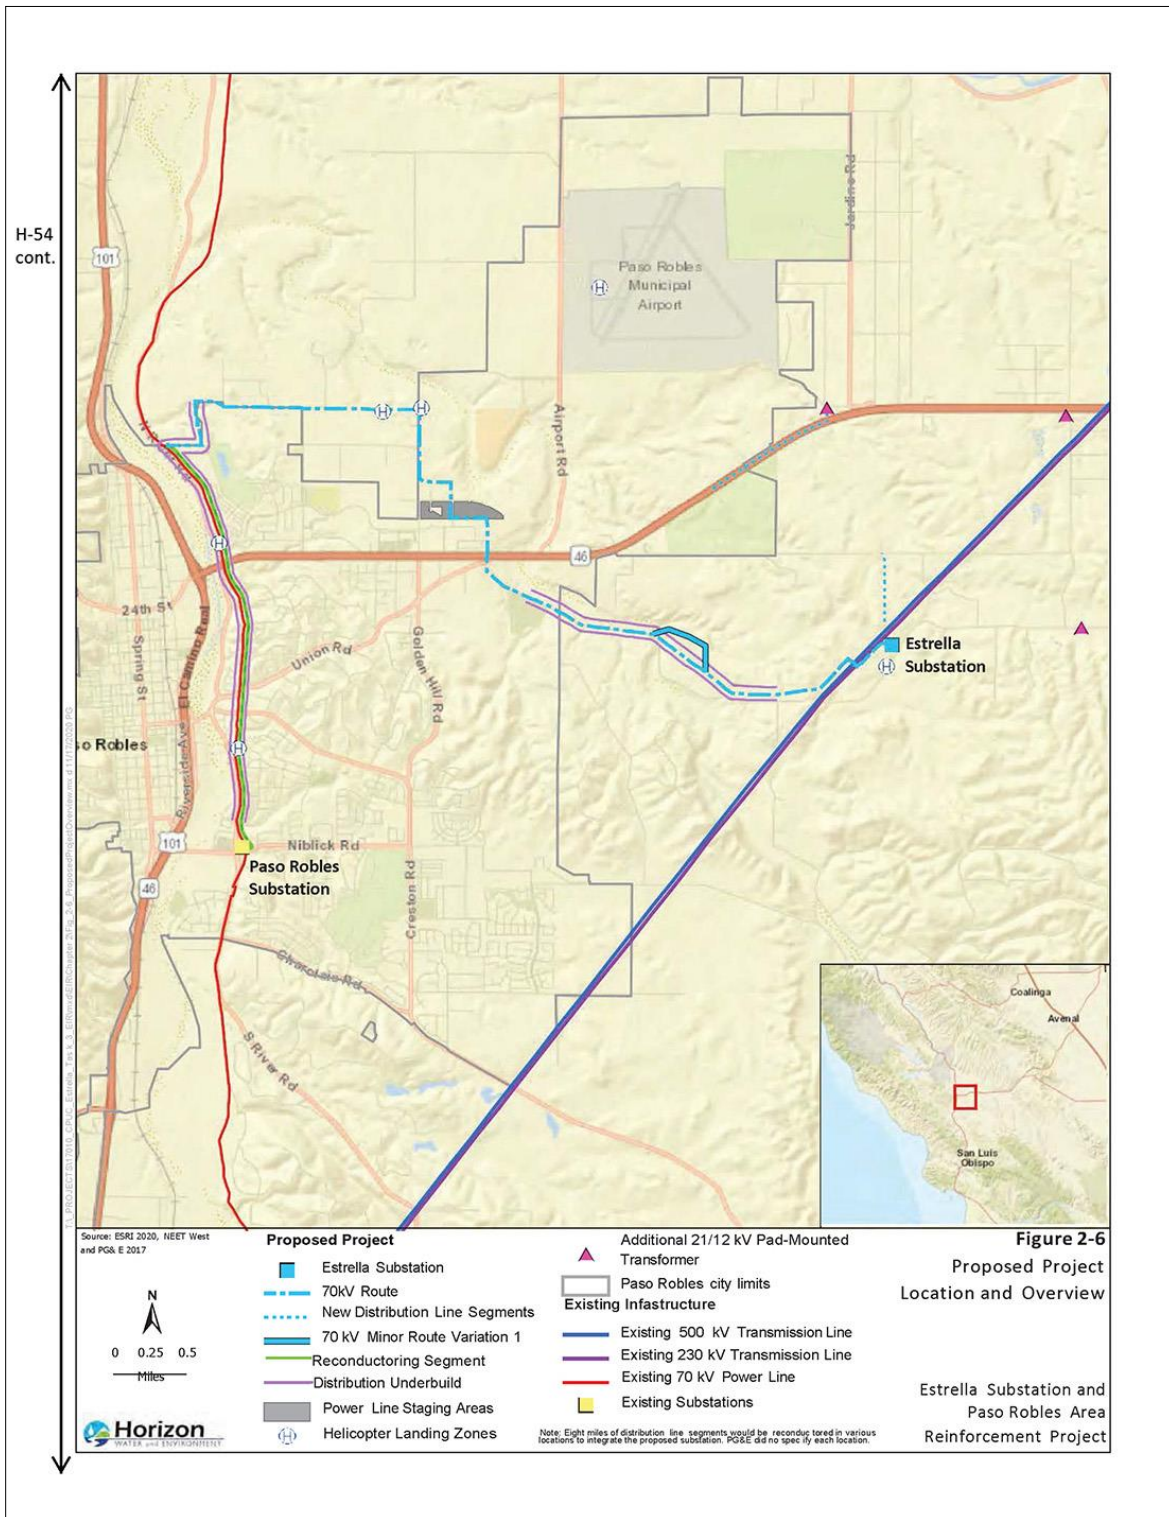 H-54
cont.
101
Jardine Rd
Paso Robles
Municipal
Airport
H
H
H
Airport Rd
H
46
24th St
Spring St
Riverside Ave
El Camino Real
Union Rd
Golden Hill Rd
Estrella
Substation
H
so Robles
H
101
Niblick Rd
Paso Robles
Substation
46
Creston Rd
Charolais Rd
S River Rd
Coalinga
Avenal
San Luis
Obispo
Source: ESRI 2020, NEET West
and PG& E 2017
N
0 0.25 0.5
Miles
Horizon
WATER and ENVIRONMENT
Proposed Project
Estrella Substation
70kV Route
New Distribution Line Segments
70 kV Minor Route Variation 1
Reconductoring Segment
Distribution Underbuild
Power Line Staging Areas
H Helicopter Landing Zones
Additional 21/12 kV Pad-Mounted
Transformer
Paso Robles city limits
Existing Infastructure
Existing 500 kV Transmission Line
Existing 230 kV Transmission Line
Existing 70 kV Power Line
Existing Substations
Note: Eight miles of distribution line segments would be reconduc tored in various
locations to integrate the proposed substation. PG&E did no spec ify each location.
Figure 2-6
Proposed Project
Location and Overview
Estrella Substation and
Paso Robles Area
Reinforcement Project